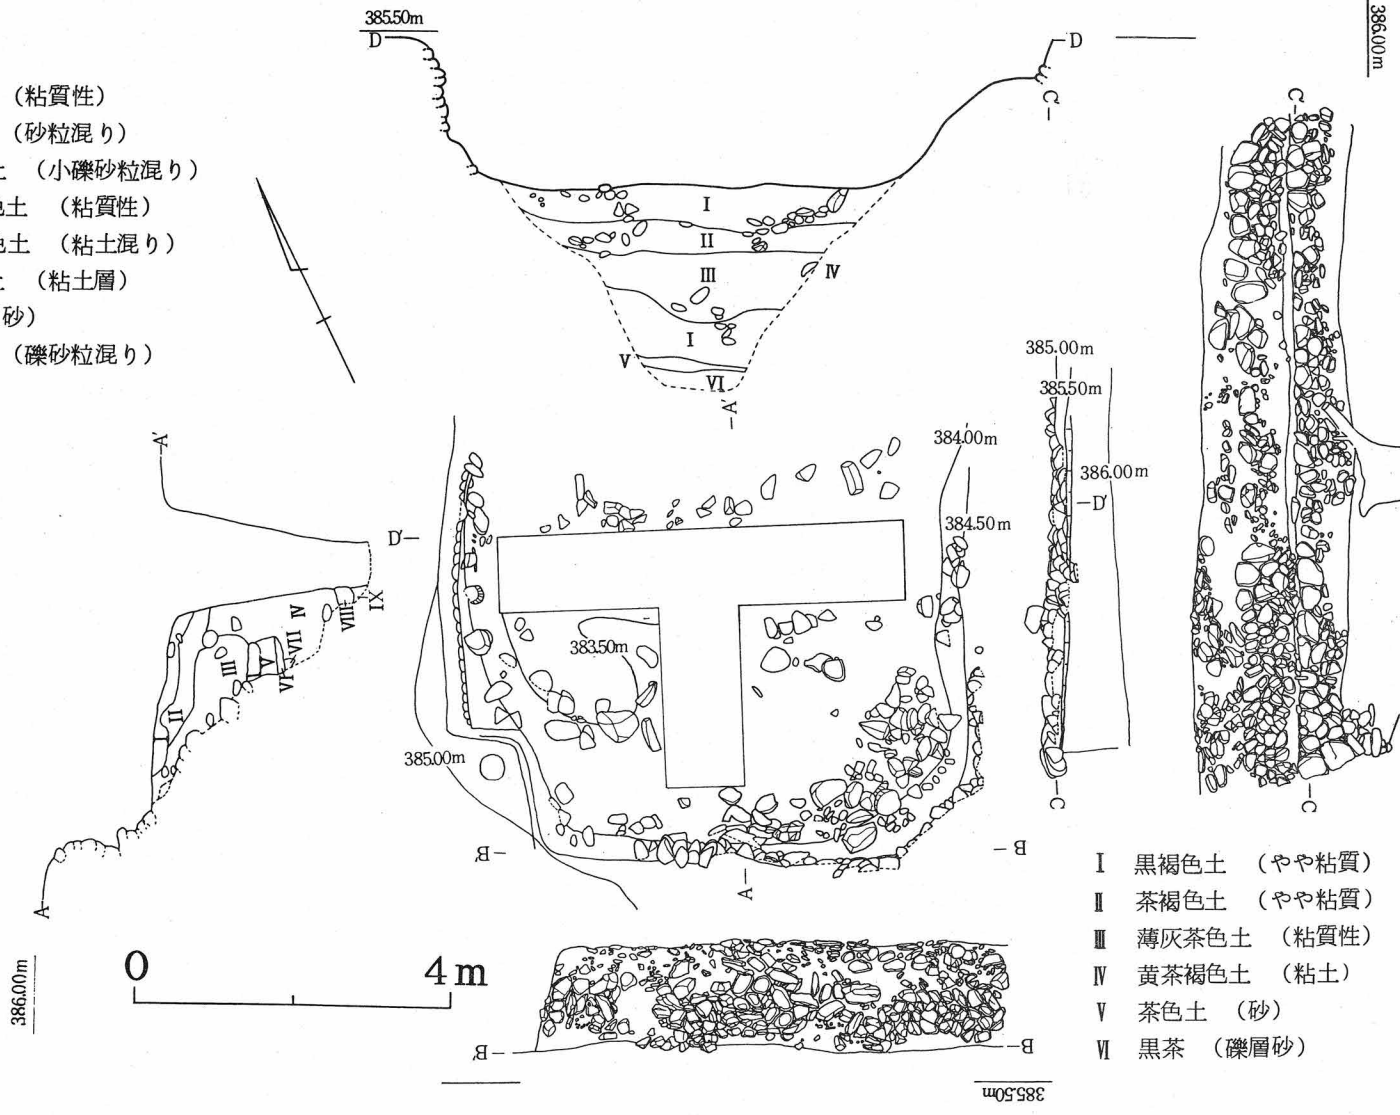 385.50m
D
D
C'
386.00m
C'
（粘質性）
（砂粒混り）
土 （小礫砂粒混り）
色土 （粘質性）
色土 （粘土混り）
土 （粘土層）
砂）
（礫砂粒混り）
I
II
III
IV
I
V
VI
A'
A'
D'
IX
VIII
IV
VII
III
V
VI
II
A
386.00m
0 4m
385.00m
385.50m
386.00m
D'
C
384.00m
384.50m
383.50m
385.00m
B'
B
A
C
B'
B
385.50m
Ⅰ 黒褐色土 （やや粘質）
Ⅱ 茶褐色土 （やや粘質）
Ⅲ 薄灰茶色土 （粘質性）
Ⅳ 黄茶褐色土 （粘土）
Ⅴ 茶色土 （砂）
Ⅵ 黒茶 （礫層砂）